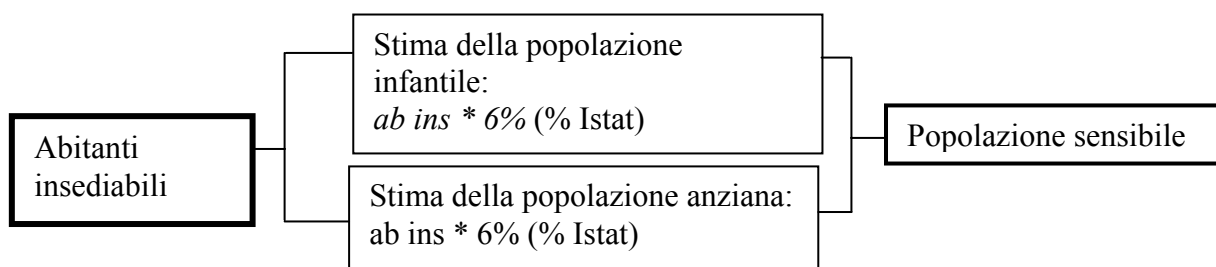 Abitanti
insediabili
Stima della popolazione
infantile:
ab ins * 6% (% Istat)
Stima della popolazione anziana:
ab ins * 6% (% Istat)
Popolazione sensibile